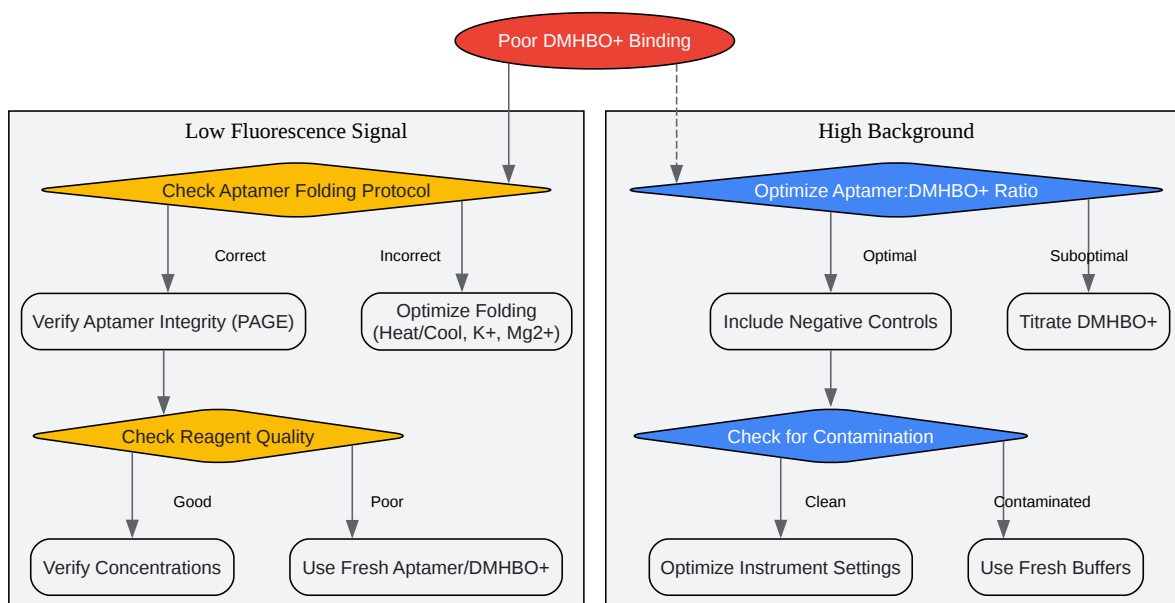 Poor DMHBO+ Binding
Low Fluorescence Signal
Check Aptamer Folding Protocol
Correct
Incorrect
Verify Aptamer Integrity (PAGE)
Optimize Folding
(Heat/Cool, K+, Mg2+)
Check Reagent Quality
Good
Poor
Verify Concentrations
Use Fresh Aptamer/DMHBO+
High Background
Optimize Aptamer:DMHBO+ Ratio
Optimal
Suboptimal
Include Negative Controls
Titrate DMHBO+
Check for Contamination
Clean
Contaminated
Optimize Instrument Settings
Use Fresh Buffers